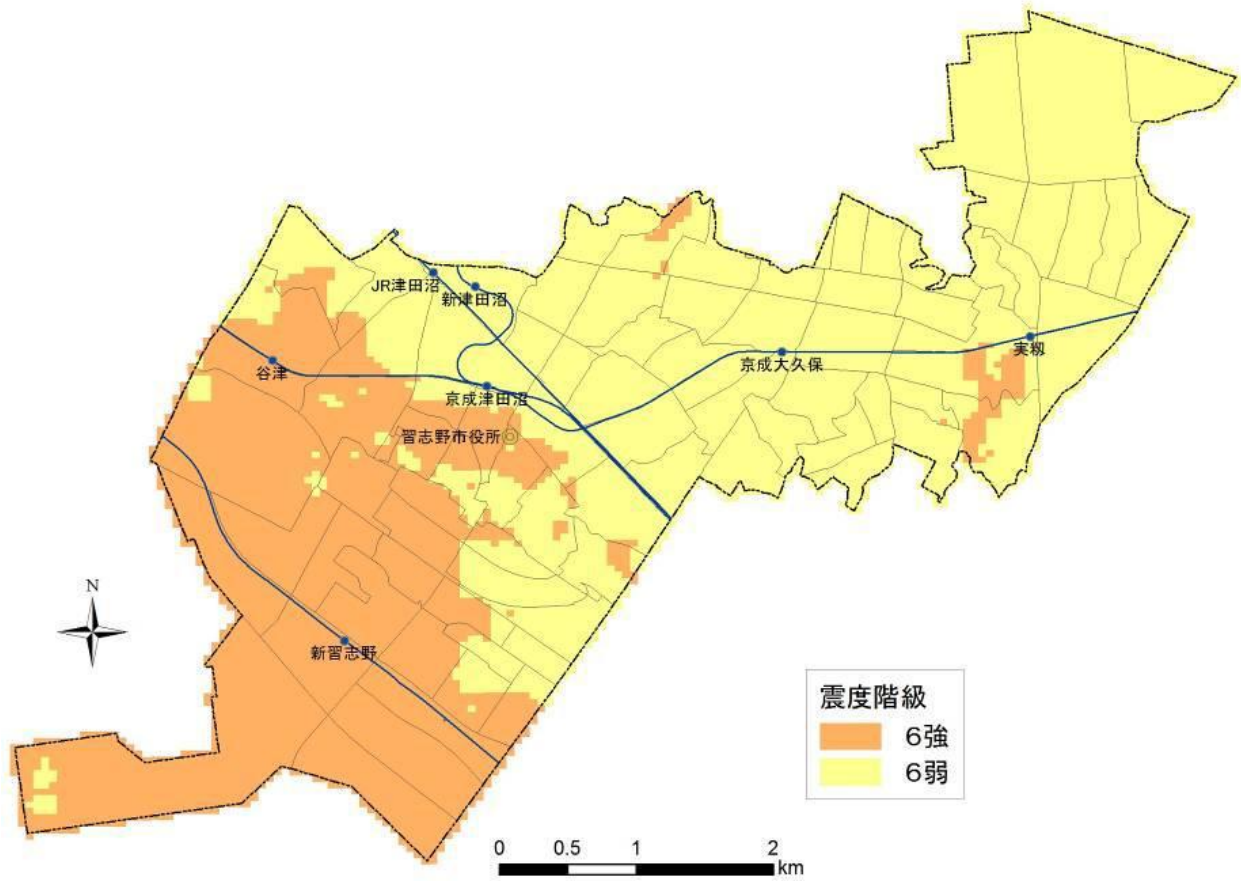 JR津田沼
新津田沼
谷津
京成津田沼
京成大久保
実籾
習志野市役所
新習志野
N
震度階級
6強
6弱
0 0.5 1 2
km